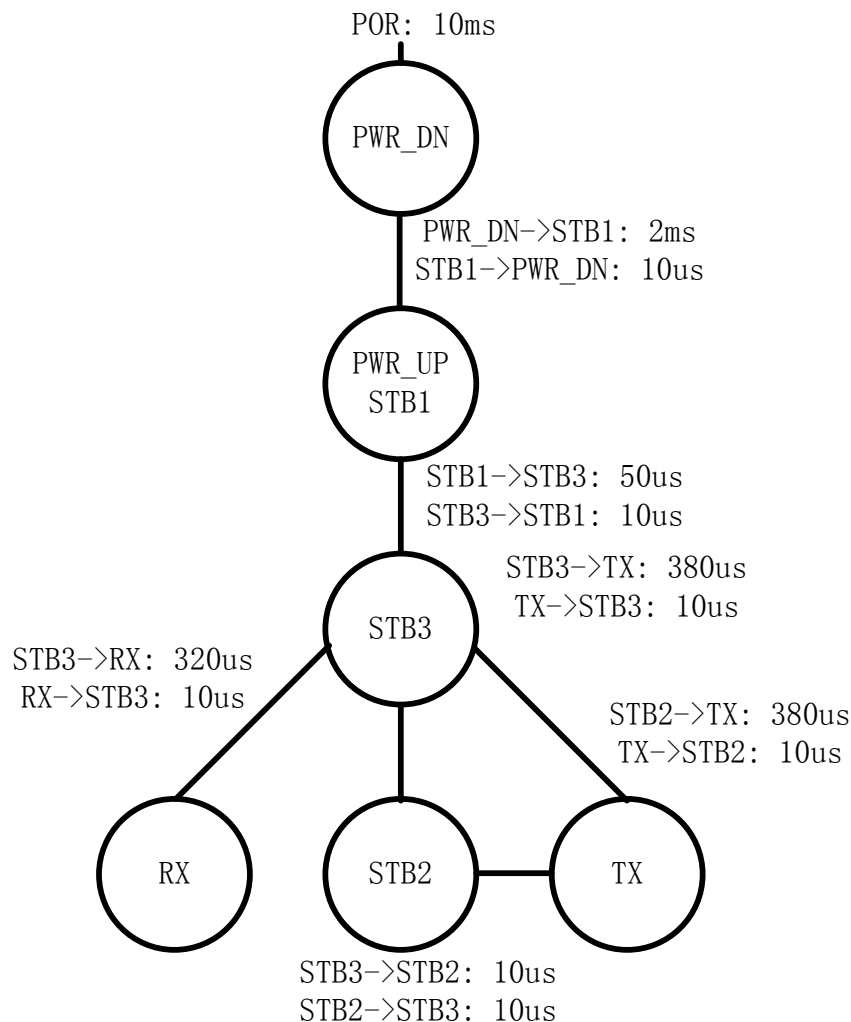 POR: 10ms
PWR_DN
PWR_DN->STB1: 2ms
STB1->PWR_DN: 10us
PWR_UP
STB1
STB1->STB3: 50us
STB3->STB1: 10us
STB3->TX: 380us
TX->STB3: 10us
STB3
STB3->RX: 320us
RX->STB3: 10us
STB2->TX: 380us
TX->STB2: 10us
RX
STB2
TX
STB3->STB2: 10us
STB2->STB3: 10us